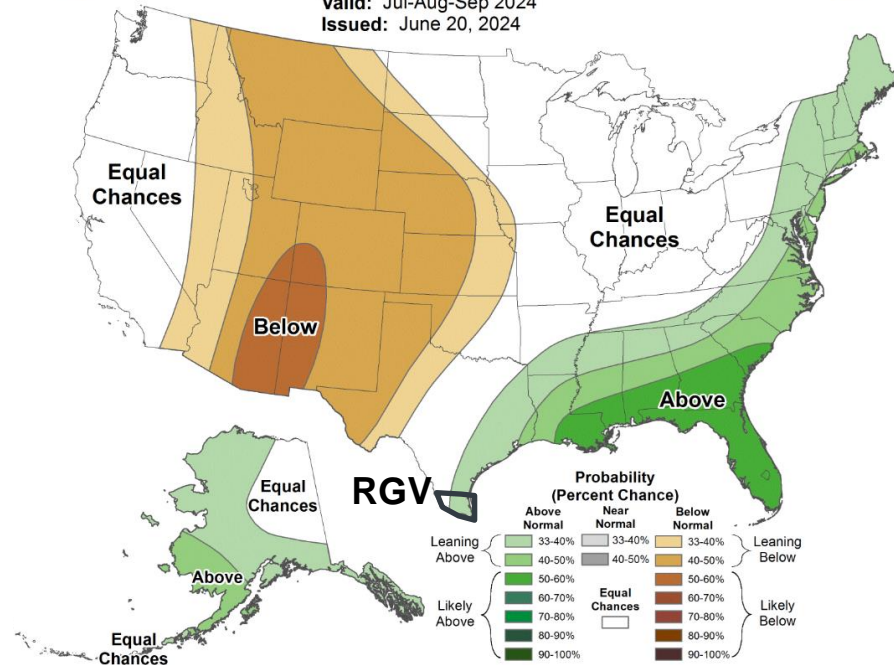 Valid: Jul-Aug-Sep 2024
Issued: June 20, 2024
Equal
Chances
Equal
Chances
Below
Above
Equal
Chances
Above
Equal
Chances
RGV
Probability
(Percent Chance)
Above
Normal
Near
Normal
Below
Normal
Leaning
Above
33-40%
33-40%
33-40%
Leaning
Below
40-50%
40-50%
40-50%
Likely
Above
50-60%
50-60%
Likely
Below
60-70%
60-70%
Equal
Chances
70-80%
70-80%
80-90%
80-90%
90-100%
90-100%